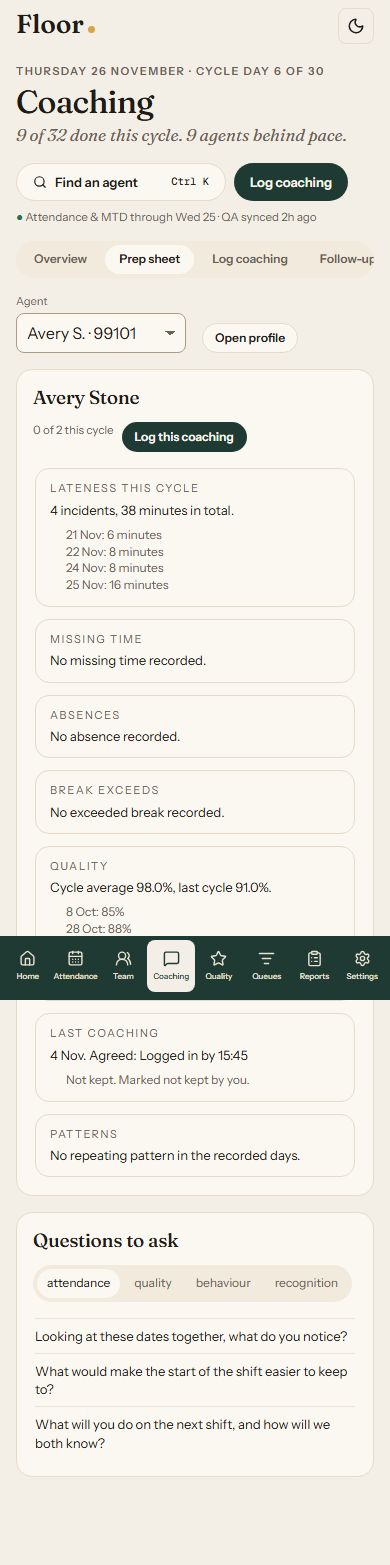 Floor
THURSDAY 26 NOVEMBER · CYCLE DAY 6 OF 30
Coaching
9 of 32 done this cycle. 9 agents behind pace.
Find an agent Ctrl K
Log coaching
Attendance & MTD through Wed 25 · QA synced 2h ago
Overview Prep sheet Log coaching Follow-up
Agent
Avery S. · 99101
Open profile
Avery Stone
0 of 2 this cycle
Log this coaching
LATENESS THIS CYCLE
4 incidents, 38 minutes in total.
21 Nov: 6 minutes
22 Nov: 8 minutes
24 Nov: 8 minutes
25 Nov: 16 minutes
MISSING TIME
No missing time recorded.
ABSENCES
No absence recorded.
BREAK EXCEEDS
No exceeded break recorded.
QUALITY
Cycle average 98.0%, last cycle 91.0%.
8 Oct: 85%
28 Oct: 88%
Home Attendance Team Coaching Quality Queues Reports Settings
LAST COACHING
4 Nov. Agreed: Logged in by 15:45
Not kept. Marked not kept by you.
PATTERNS
No repeating pattern in the recorded days.
Questions to ask
attendance quality behaviour recognition
Looking at these dates together, what do you notice?
What would make the start of the shift easier to keep
to?
What will you do on the next shift, and how will we
both know?